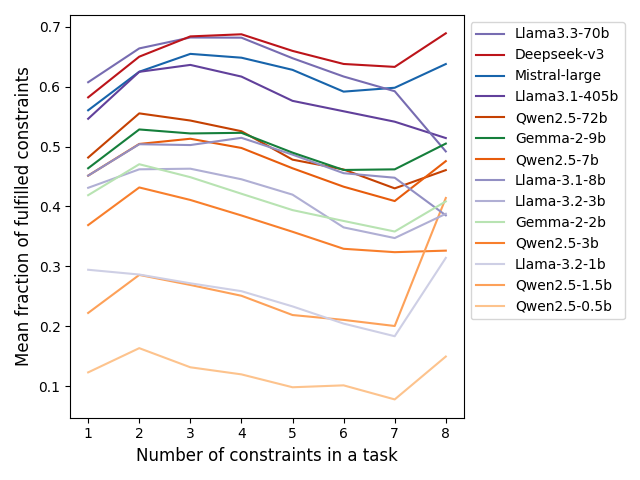 Mean fraction of fulfilled constraints
0.7
0.6
0.5
0.4
0.3
0.2
0.1
1 2 3 4 5 6 7 8
Number of constraints in a task
Llama3.3-70b
Deepseek-v3
Mistral-large
Llama3.1-405b
Qwen2.5-72b
Gemma-2-9b
Qwen2.5-7b
Llama-3.1-8b
Llama-3.2-3b
Gemma-2-2b
Qwen2.5-3b
Llama-3.2-1b
Qwen2.5-1.5b
Qwen2.5-0.5b